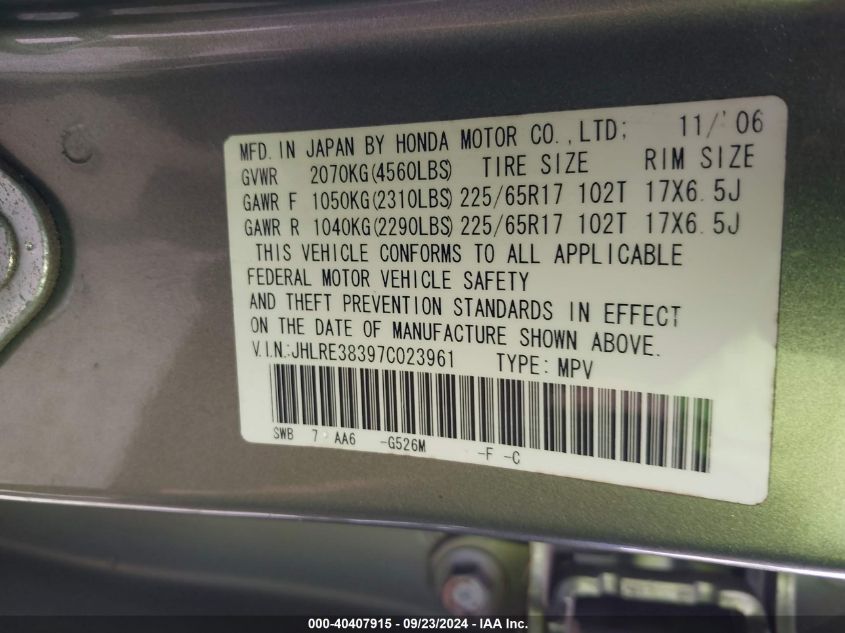 MFD. IN JAPAN BY HONDA MOTOR CO.,LTD; 11/'06
GVWR 2070KG(4560LBS) TIRE SIZE RIM SIZE
GAWR F 1050KG(2310LBS) 225/65R17 102T 17X6.5J
GAWR R 1040KG(2290LBS) 225/65R17 102T 17X6.5J
THIS VEHICLE CONFORMS TO ALL APPLICABLE
FEDERAL MOTOR VEHICLE SAFETY
AND THEFT PREVENTION STANDARDS IN EFFECT
ON THE DATE OF MANUFACTURE SHOWN ABOVE.
V.I.N.:JHLRE38397C023961 TYPE: MPV
SWB 7 AA6 -G526M -F -C
000-40407915 - 09/23/2024 - IAA Inc.